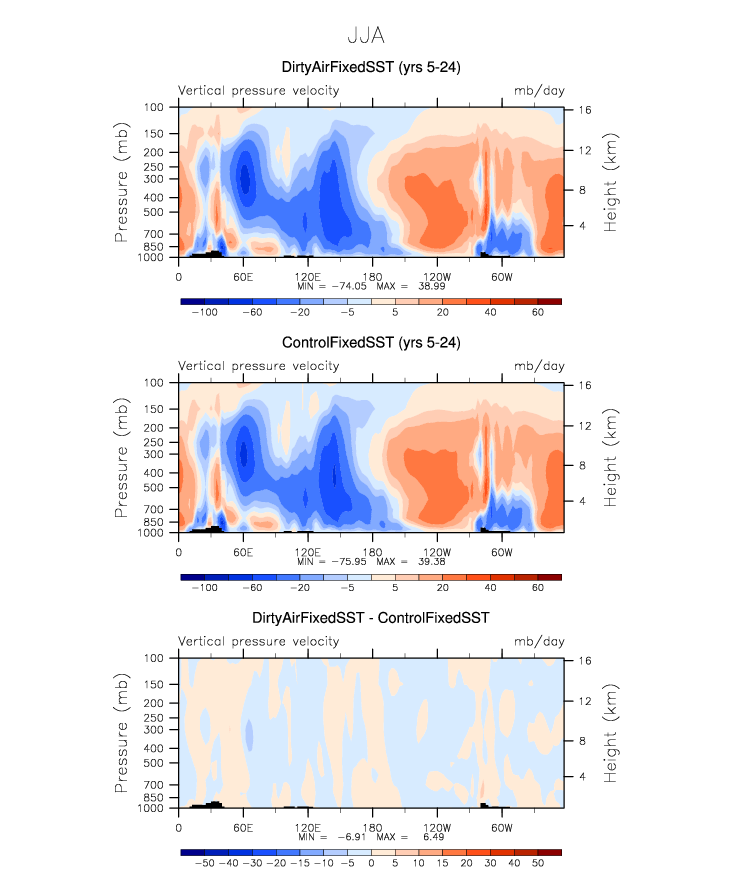 JJA
DirtyAirFixedSST (yrs 5-24)
Vertical pressure velocity mb/day
Pressure (mb)
100
150
200
250
300
400
500
700
850
1000
16
12
8
4
Height (km)
0 60E 120E 180 120W 60W
MIN = −74.05 MAX = 38.99
−100 −60 −20 −5 5 20 40 60
ControlFixedSST (yrs 5-24)
Vertical pressure velocity mb/day
Pressure (mb)
100
150
200
250
300
400
500
700
850
1000
16
12
8
4
Height (km)
0 60E 120E 180 120W 60W
MIN = −75.95 MAX = 39.38
−100 −60 −20 −5 5 20 40 60
DirtyAirFixedSST - ControlFixedSST
Vertical pressure velocity mb/day
Pressure (mb)
100
150
200
250
300
400
500
700
850
1000
16
12
8
4
Height (km)
0 60E 120E 180 120W 60W
MIN = −6.91 MAX = 6.49
−50 −40 −30 −20 −15 −10 −5 0 5 10 15 20 30 40 50